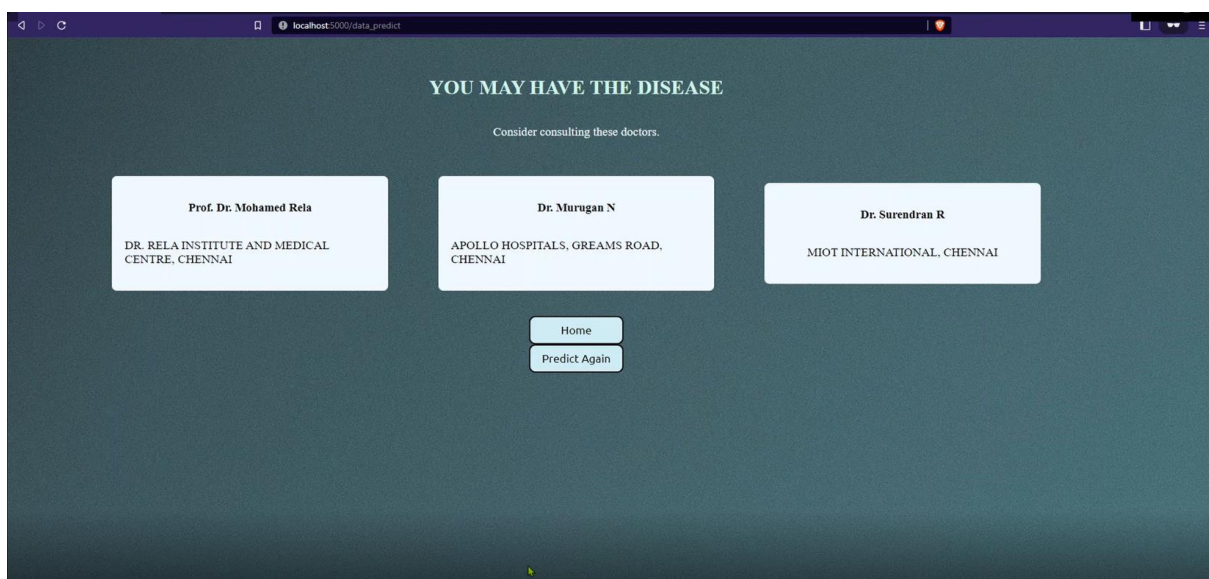 localhost:5000/data_predict
YOU MAY HAVE THE DISEASE
Consider consulting these doctors.
Prof. Dr. Mohamed Rela
DR. RELA INSTITUTE AND MEDICAL
CENTRE, CHENNAI
Dr. Murugan N
APOLLO HOSPITALS, GREAMS ROAD,
CHENNAI
Dr. Surendran R
MIOT INTERNATIONAL, CHENNAI
Home
Predict Again